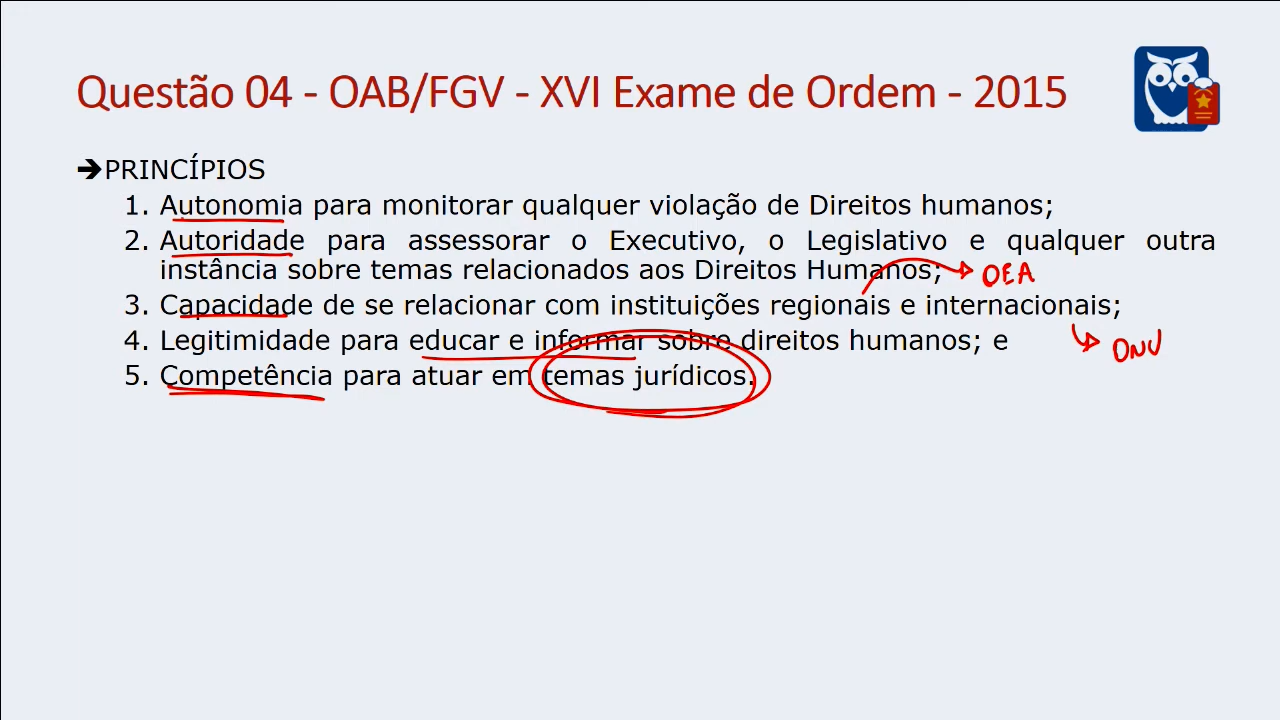 Questão 04 - OAB/FGV - XVI Exame de Ordem - 2015
➔PRINCÍPIOS
1. Autonomia para monitorar qualquer violação de Direitos humanos;
2. Autoridade para assessorar o Executivo, o Legislativo e qualquer outra
instância sobre temas relacionados aos Direitos Humanos;
OEA
3. Capacidade de se relacionar com instituições regionais e internacionais;
4. Legitimidade para educar e informar sobre direitos humanos; e
ONU
5. Competência para atuar em temas jurídicos.